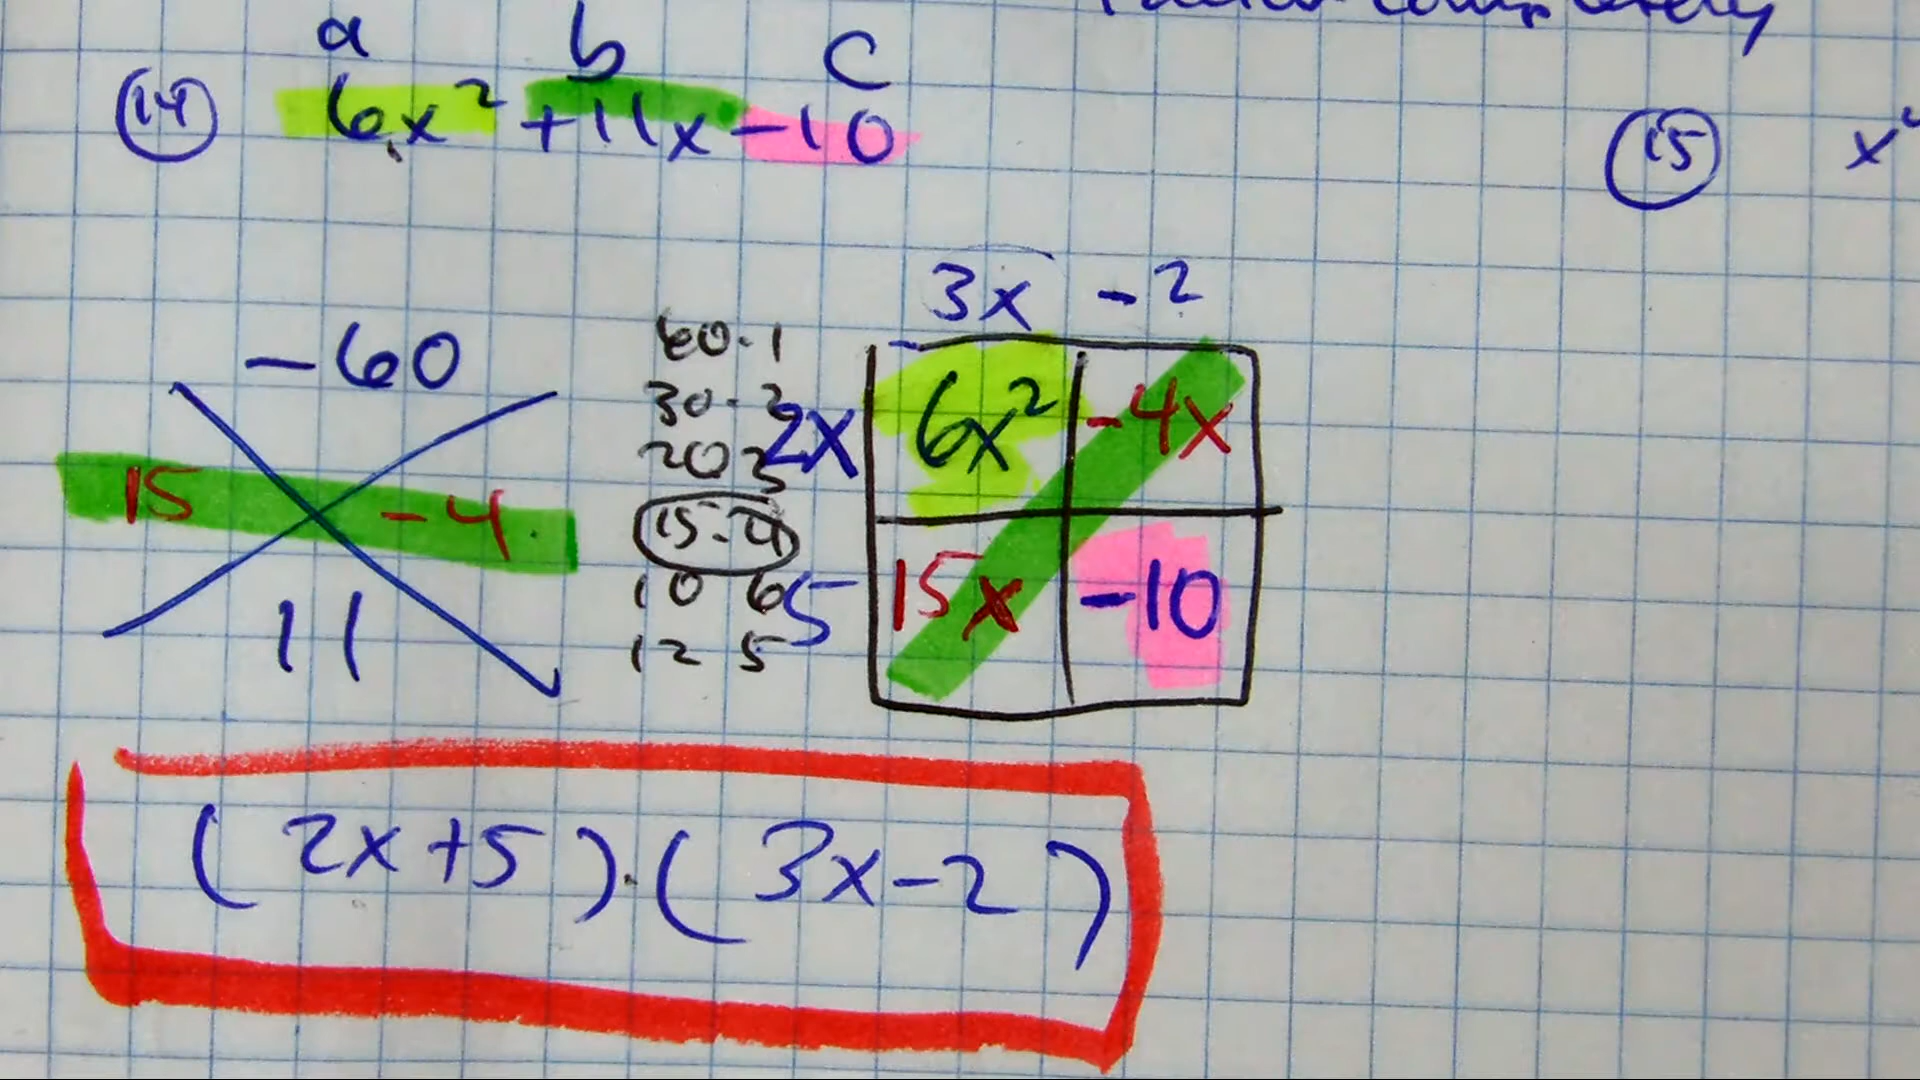 completely
a b c
14 6x² +11x -10
15 x
3x -2
-60
60·1
30·2
20 3
2x 6x² -4x
15 -4
15-4
10 6
5 15x -10
11
12 5
(2x+5)·(3x-2)